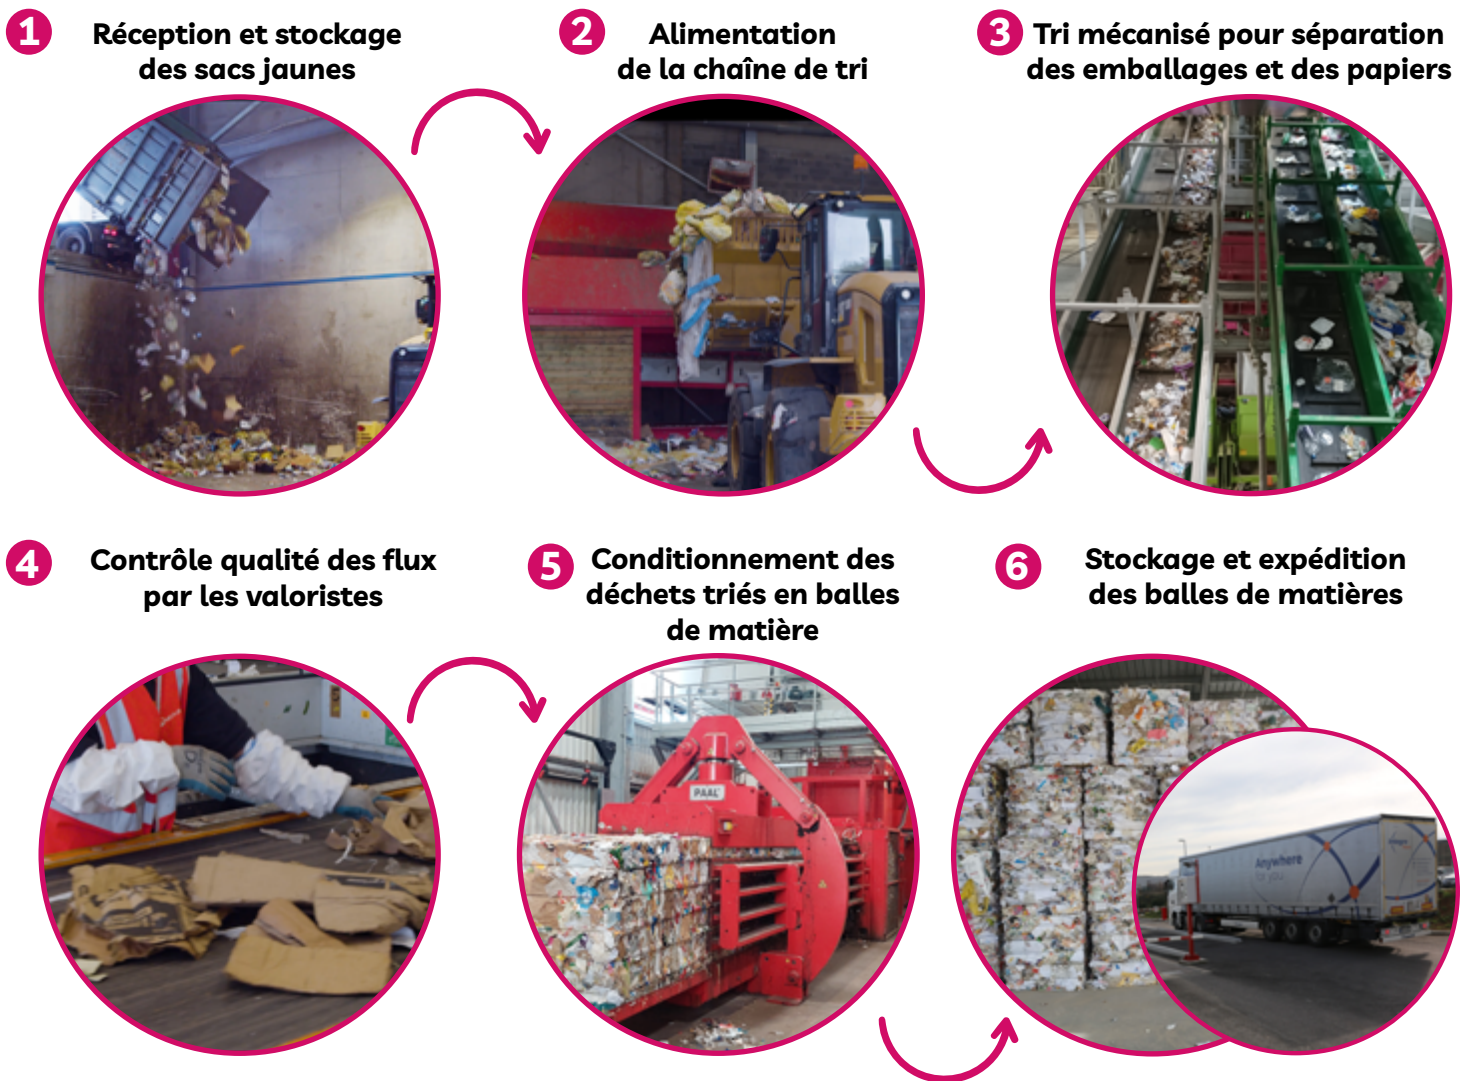 1
Réception et stockage
des sacs jaunes
2
Alimentation
de la chaîne de tri
3
Tri mécanisé pour séparation
des emballages et des papiers
4
Contrôle qualité des flux
par les valoristes
5
Conditionnement des
déchets triés en balles
de matière
PAAL
6
Stockage et expédition
des balles de matières
Anywhere
for you